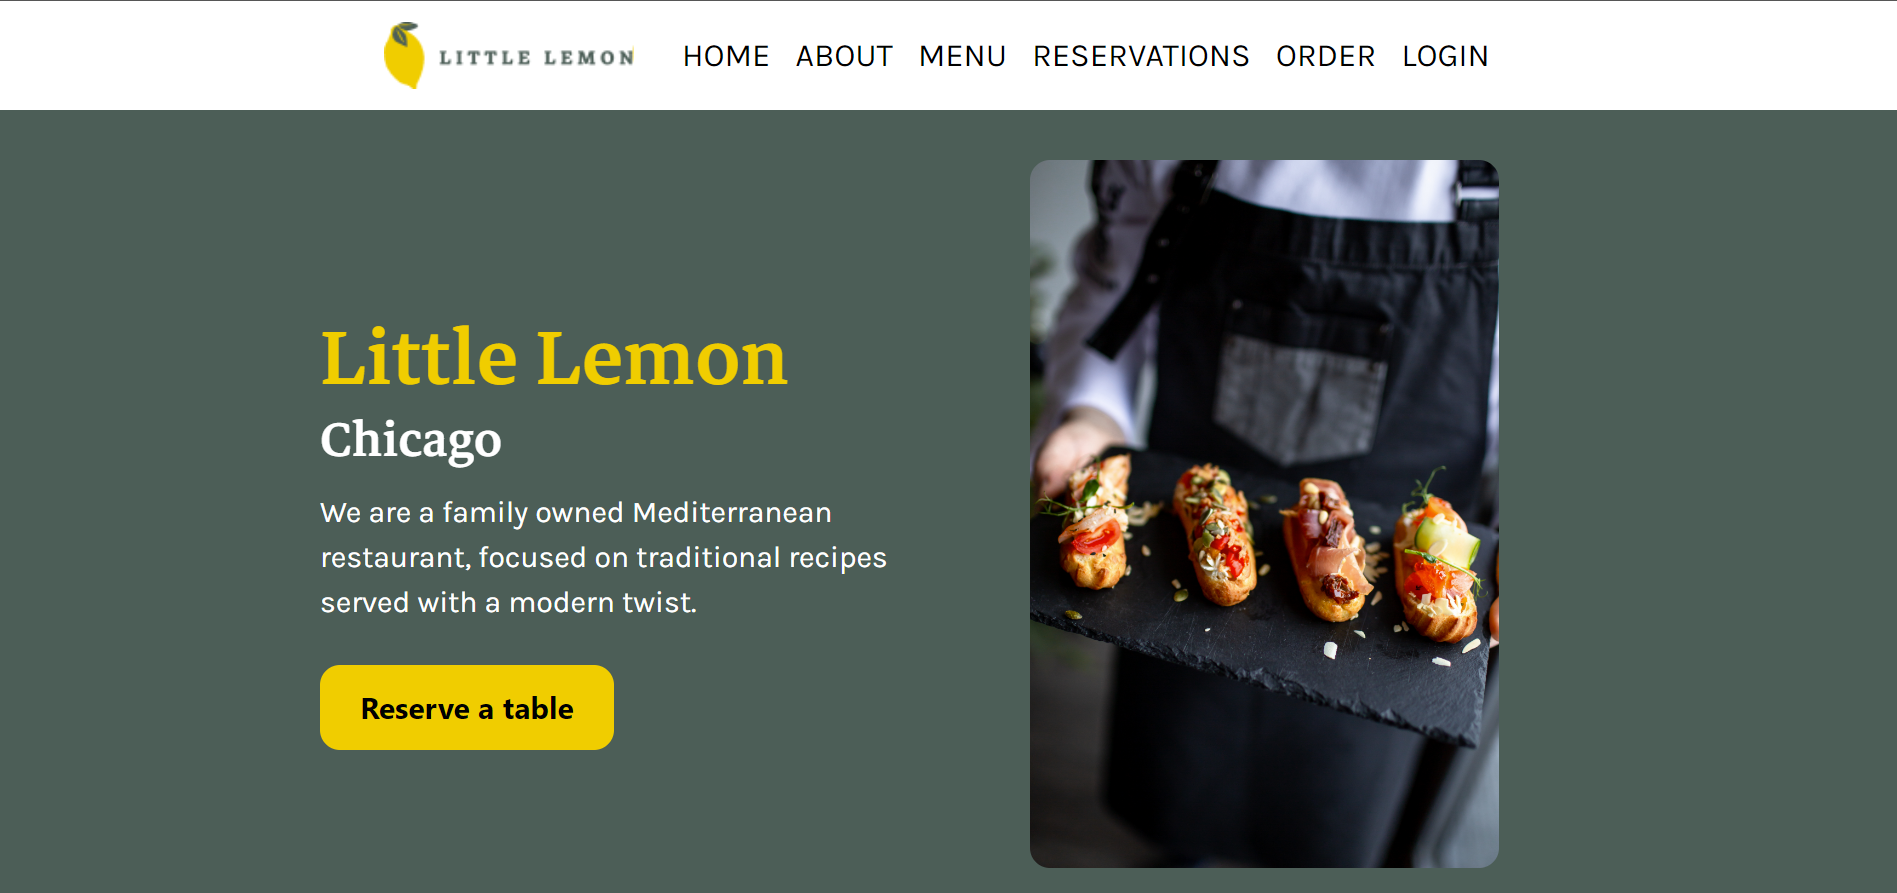 LITTLE LEMON HOME ABOUT MENU RESERVATIONS ORDER LOGIN
Little Lemon
Chicago
We are a family owned Mediterranean
restaurant, focused on traditional recipes
served with a modern twist.
Reserve a table